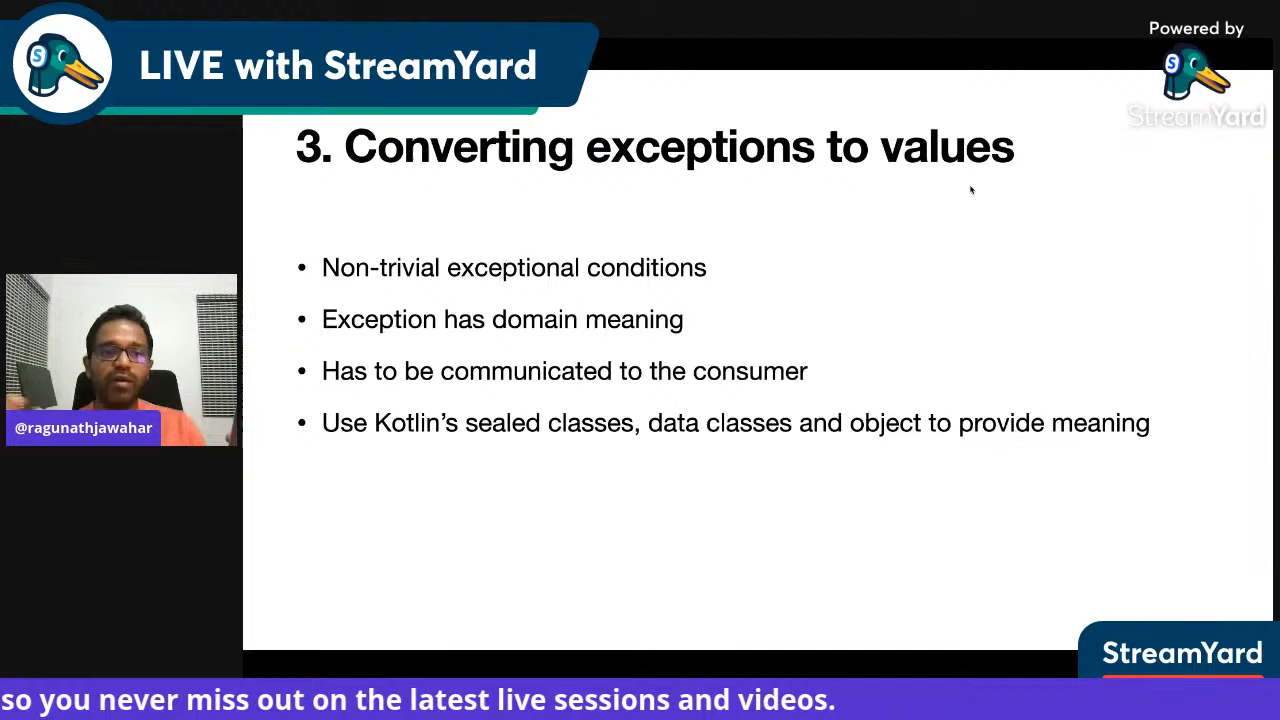 LIVE with StreamYard
Powered by
StreamYard
3. Converting exceptions to values
• Non-trivial exceptional conditions
• Exception has domain meaning
• Has to be communicated to the consumer
• Use Kotlin’s sealed classes, data classes and object to provide meaning
@ragunathjawahar
StreamYard
so you never miss out on the latest live sessions and videos.